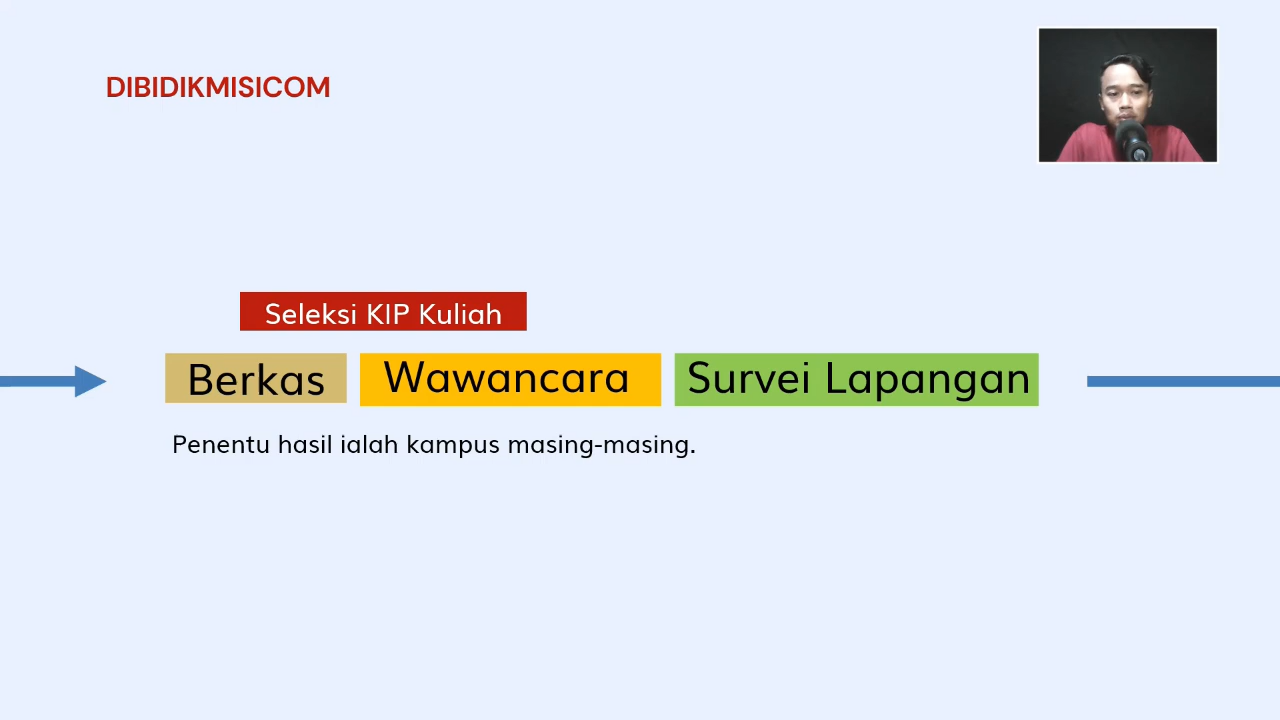 DIBIDIKMISICOM
Seleksi KIP Kuliah
Berkas Wawancara Survei Lapangan
Penentu hasil ialah kampus masing-masing.